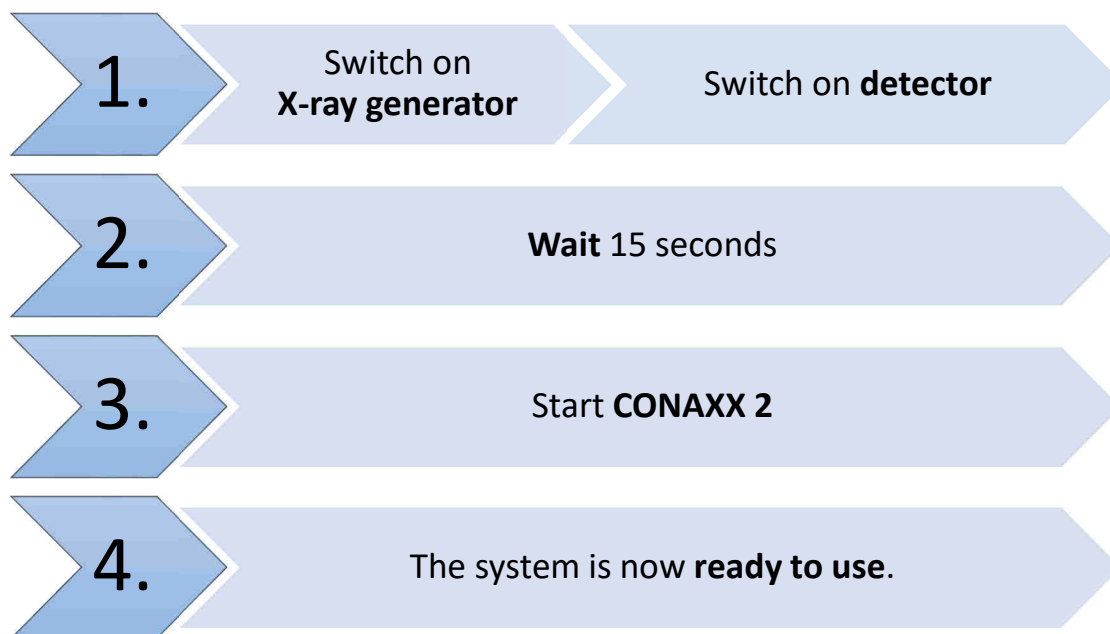 1.
Switch on
X-ray generator
Switch on detector
2.
Wait 15 seconds
3.
Start CONAXX 2
4.
The system is now ready to use.